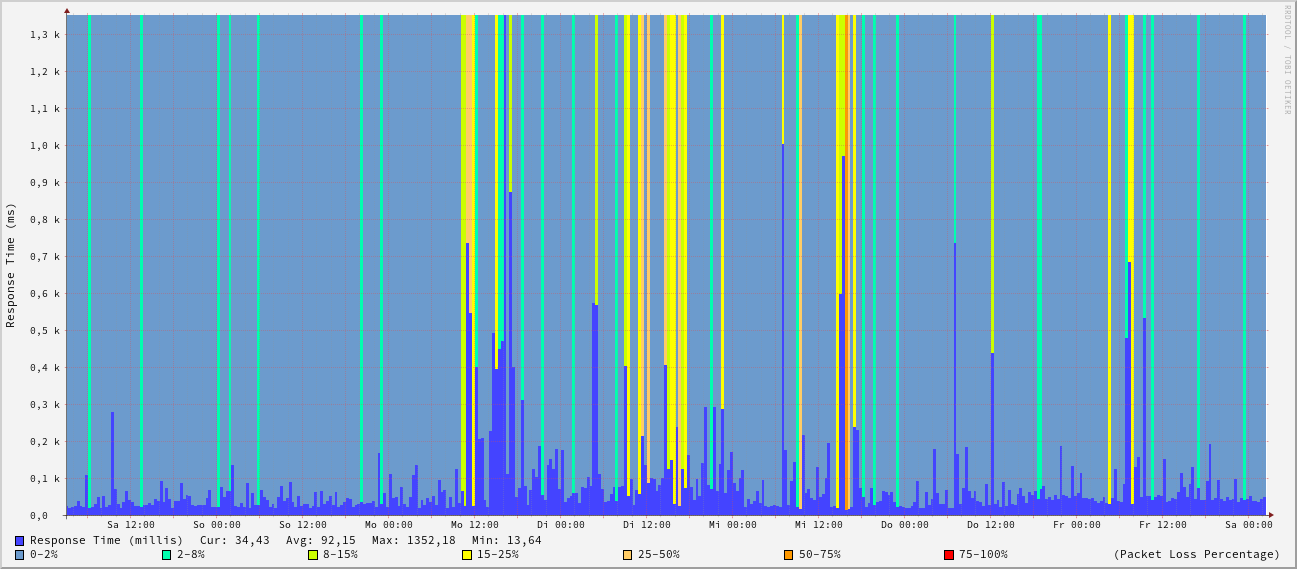 RRDTOOL / TOBI OETIKER
Response Time (ms)
1,3 k
1,2 k
1,1 k
1,0 k
0,9 k
0,8 k
0,7 k
0,6 k
0,5 k
0,4 k
0,3 k
0,2 k
0,1 k
0,0
Sa 12:00 So 00:00 So 12:00 Mo 00:00 Mo 12:00 Di 00:00 Di 12:00 Mi 00:00 Mi 12:00 Do 00:00 Do 12:00 Fr 00:00 Fr 12:00 Sa 00:00
Response Time (millis) Cur: 34,43 Avg: 92,15 Max: 1352,18 Min: 13,64
0-2% 2-8% 8-15% 15-25% 25-50% 50-75% 75-100% (Packet Loss Percentage)